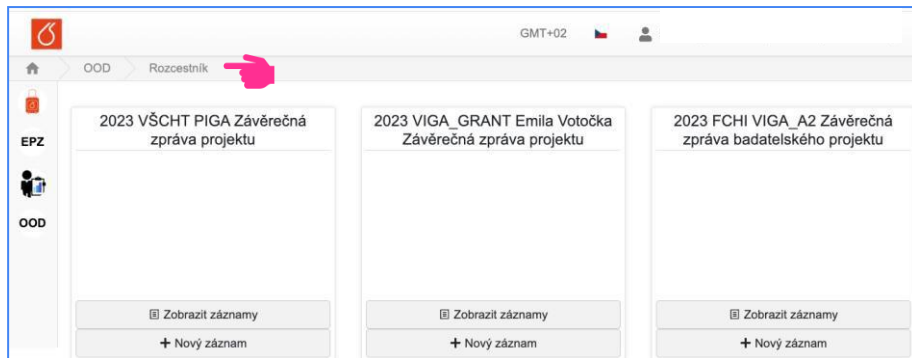 GMT+02
OOD
Rozcestník
EPZ
OOD
2023 VŠCHT PIGA Závěrečná
zpráva projektu
Zobrazit záznamy
+ Nový záznam
2023 VIGA_GRANT Emila Votočka
Závěrečná zpráva projektu
Zobrazit záznamy
+ Nový záznam
2023 FCHI VIGA_A2 Závěrečná
zpráva badatelského projektu
Zobrazit záznamy
+ Nový záznam